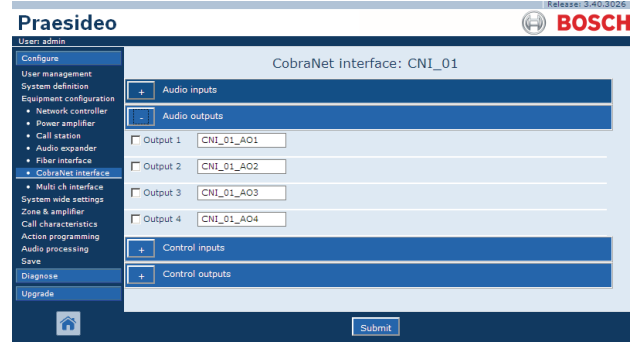 Release: 3.40.3026
Praesideo
BOSCH
User: admin
Configure
User management
System definition
Equipment configuration
• Network controller
• Power amplifier
• Call station
• Audio expander
• Fiber interface
• CobraNet interface
• Multi ch interface
System wide settings
Zone & amplifier
Call characteristics
Action programming
Audio processing
Save
Diagnose
Upgrade
CobraNet interface: CNI_01
+ Audio inputs
- Audio outputs
Output 1 CNI_01_AO1
Output 2 CNI_01_AO2
Output 3 CNI_01_AO3
Output 4 CNI_01_AO4
+ Control inputs
+ Control outputs
Submit